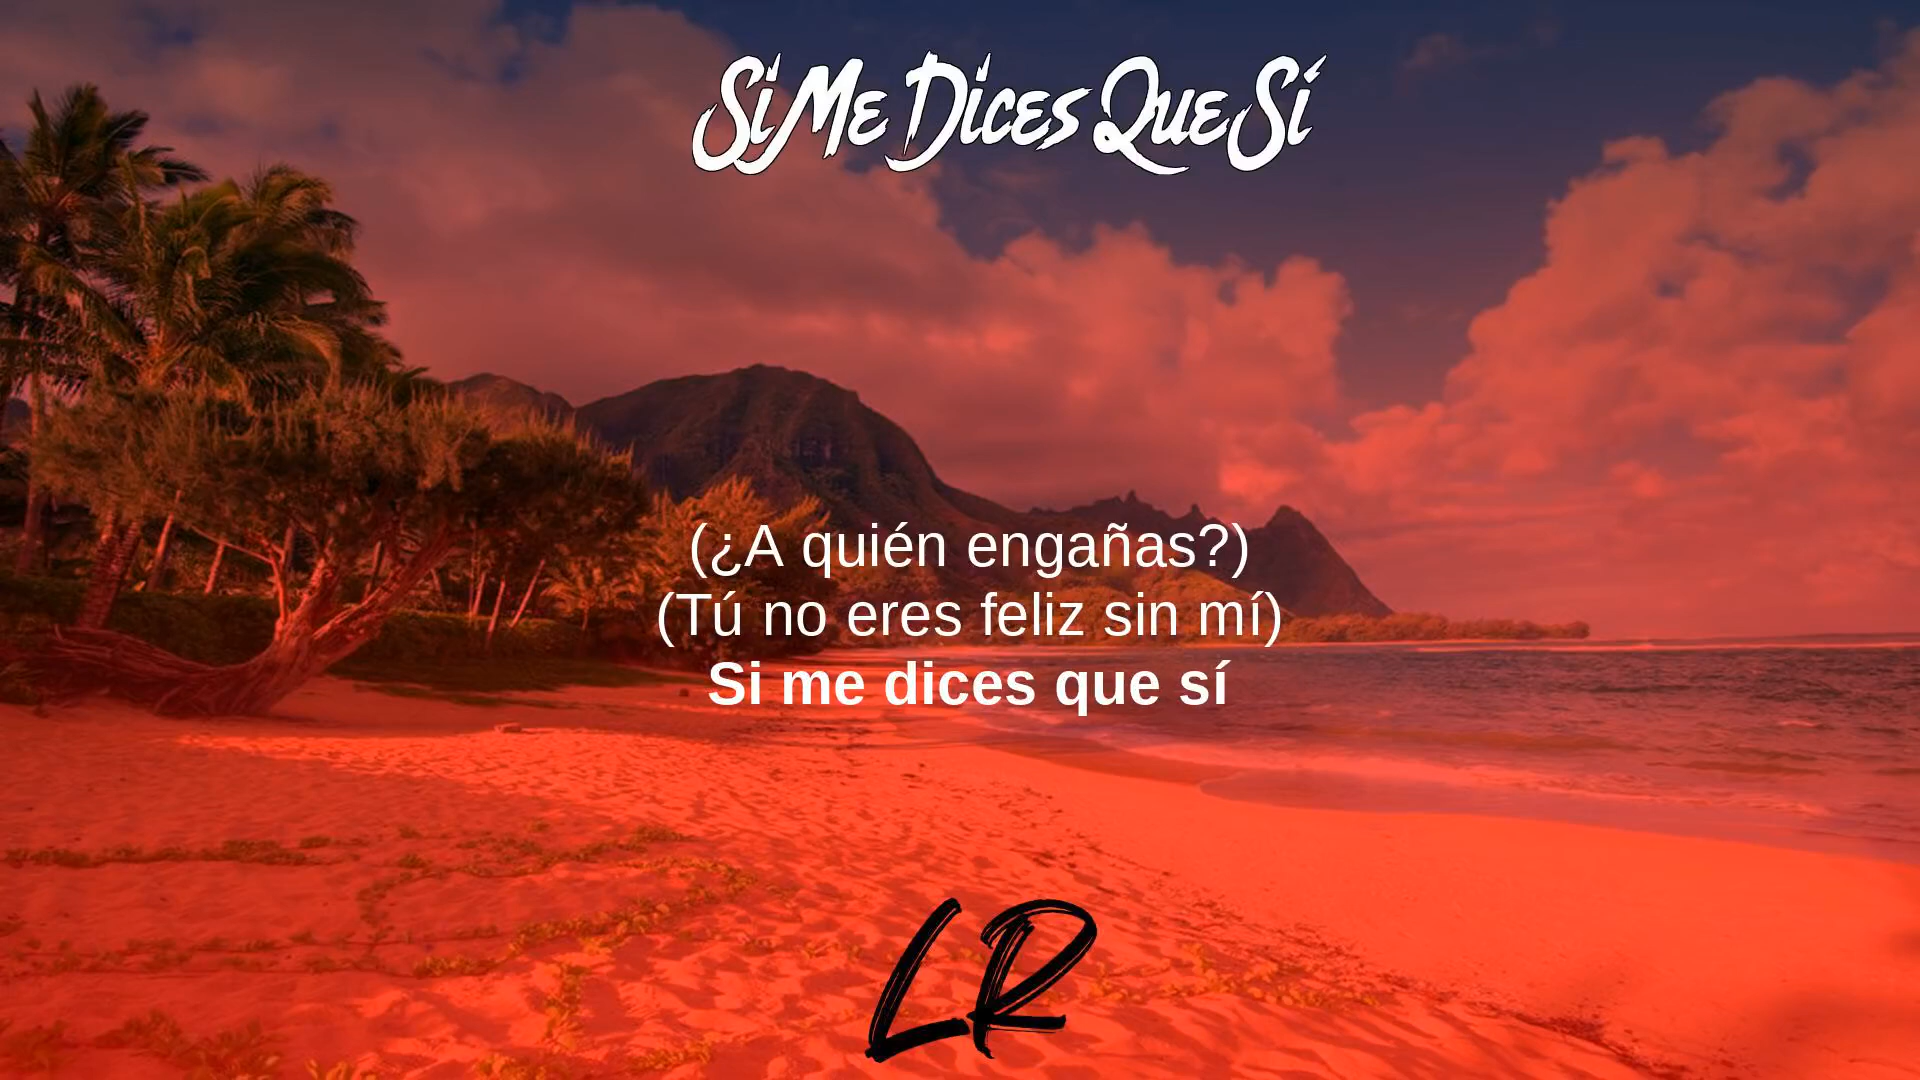 Si Me Dices Que Sí
(¿A quién engañas?)
(Tú no eres feliz sin mí)
Si me dices que sí
LR